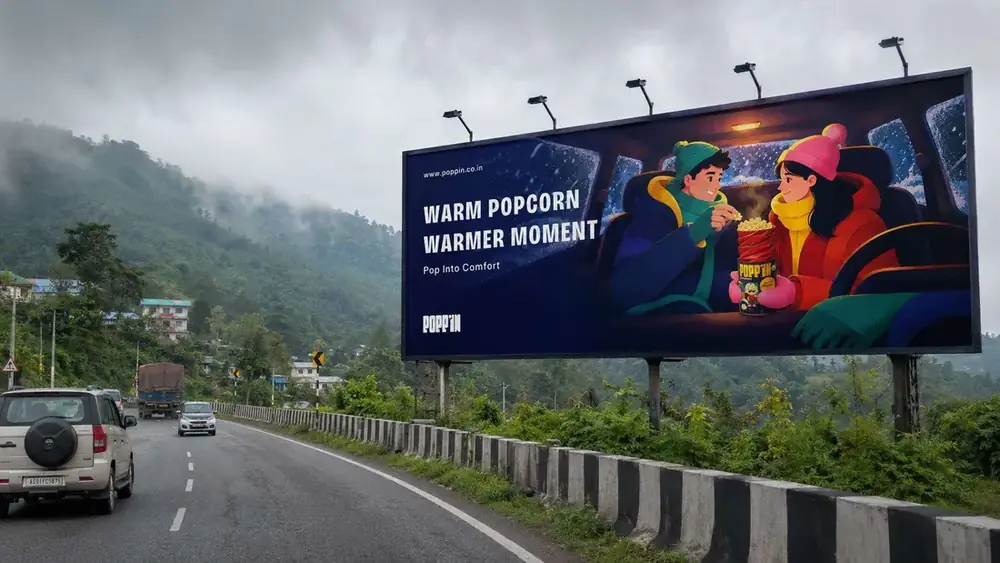 www.poppin.co.in
WARM POPCORN
WARMER MOMENT
Pop Into Comfort
POPP'IN
POPP'IN